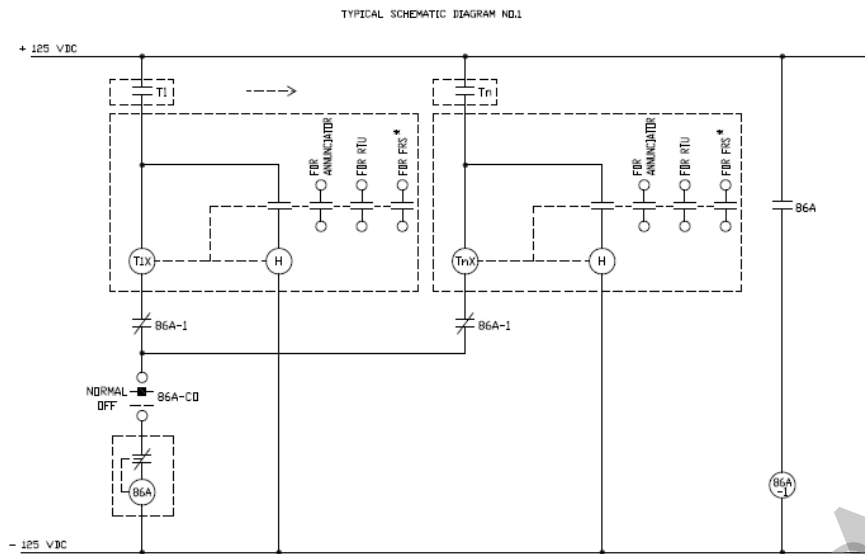 TYPICAL SCHEMATIC DIAGRAM NO.1
+ 125 VDC
T1
Tn
FOR ANNUNCIATOR
FOR RTU
FOR FRS *
FOR ANNUNCIATOR
FOR RTU
FOR FRS *
86A
T1X
H
TnX
H
86A-1
86A-1
NORMAL
OFF
86A-CO
86A
86A
-1
- 125 VDC